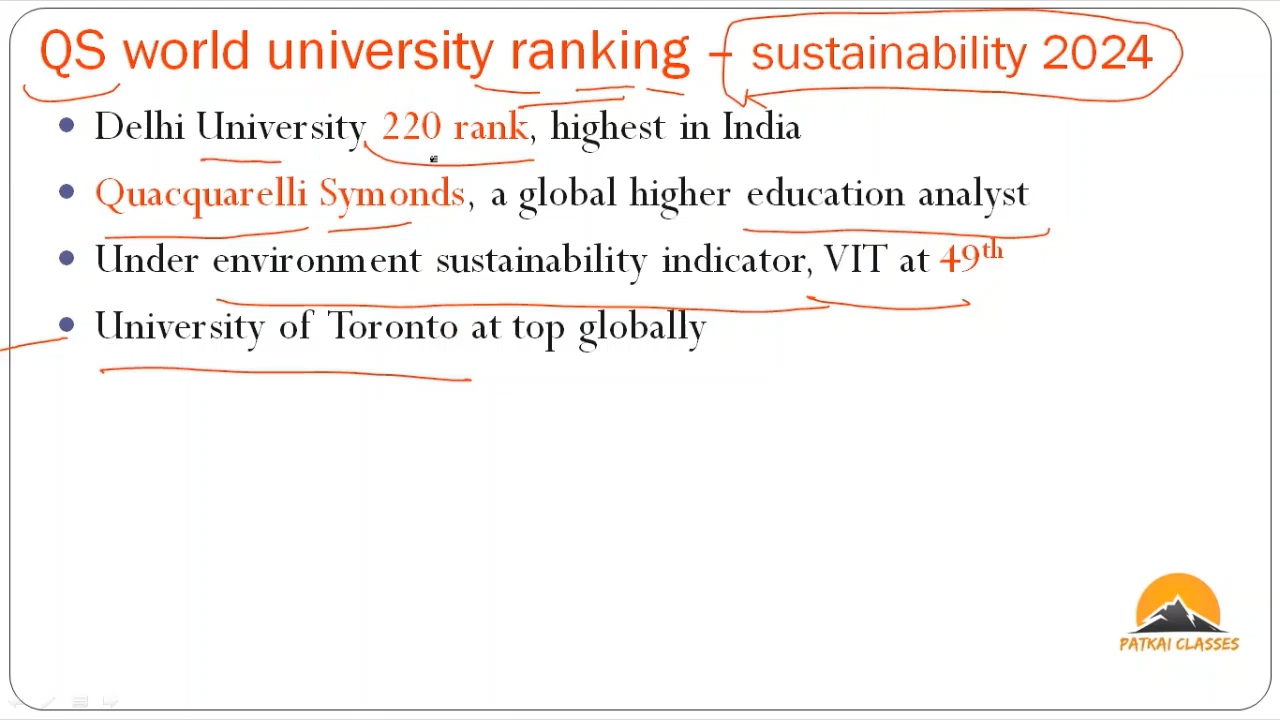 QS world university ranking – sustainability 2024
• Delhi University 220 rank, highest in India
• Quacquarelli Symonds, a global higher education analyst
• Under environment sustainability indicator, VIT at 49th
• University of Toronto at top globally
PATKAI CLASSES